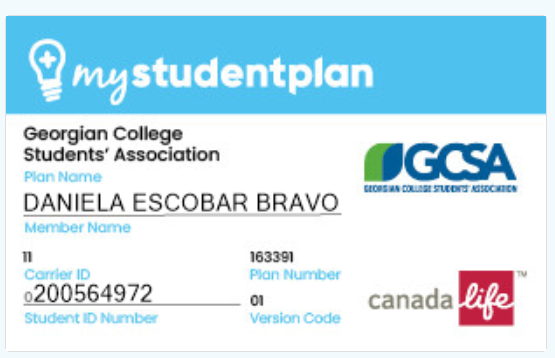 mystudentplan
Georgian College
Students' Association
Plan Name
GCSA
GEORGIAN COLLEGE STUDENTS' ASSOCIATION
DANIELA ESCOBAR BRAVO
Member Name
11
163391
Carrier ID
Plan Number
0200564972
01
Student ID Number
Version Code
canada life™